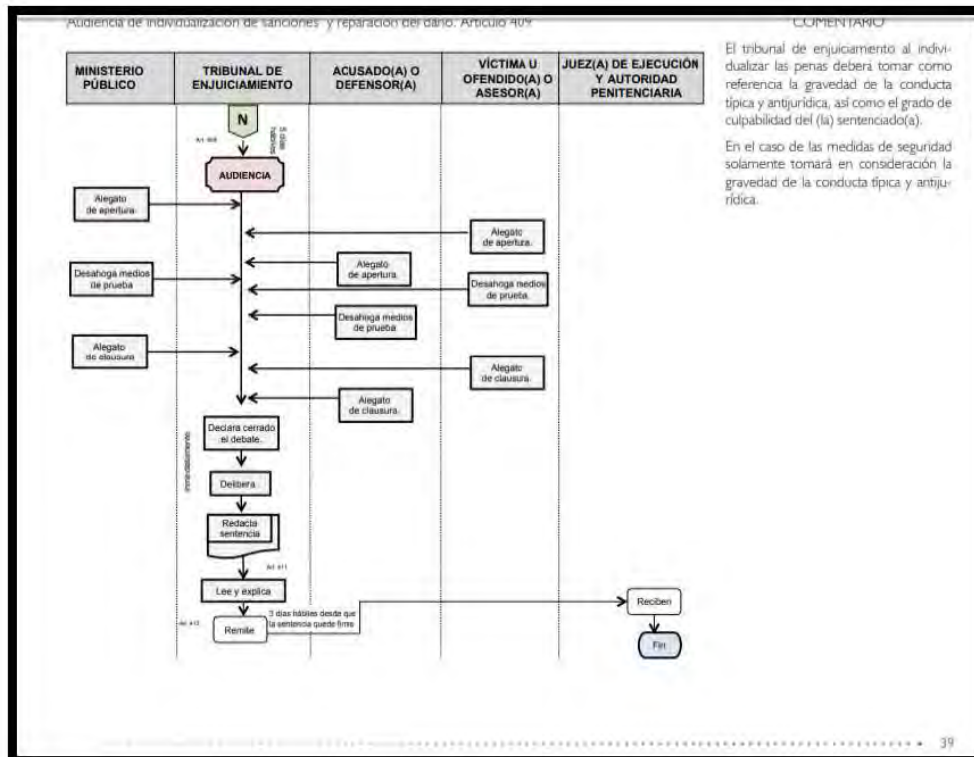 Audiencia de individualización de sanciones y reparación del daño. Artículo 409
COMENTARIO
MINISTERIO
PÚBLICO
TRIBUNAL DE
ENJUICIAMIENTO
ACUSADO(A) O
DEFENSOR(A)
VÍCTIMA U
OFENDIDO(A) O
ASESOR(A)
JUEZ(A) DE EJECUCIÓN
Y AUTORIDAD
PENITENCIARIA
El tribunal de enjuiciamiento al indivi-
dualizar las penas deberá tomar como
referencia la gravedad de la conducta
típica y antijurídica, así como el grado de
culpabilidad del (la) sentenciado(a).
En el caso de las medidas de seguridad
solamente tomará en consideración la
gravedad de la conducta típica y antiju-
rídica.
N
5 días
hábiles
AUDIENCIA
Alegato
de apertura.
Alegato
de apertura.
Alegato
de apertura.
Desahoga medios
de prueba
Desahoga medios
de prueba.
Desahoga medios
de prueba
Alegato
de clausura
Alegato
de clausura.
Alegato
de clausura.
Declara cerrado
el debate.
Inmediatamente
Delibera
Redacta
sentencia
Art. 411
Lee y explica
3 días hábiles desde que
la sentencia quede firme
Remite
Reciben
Fin
39